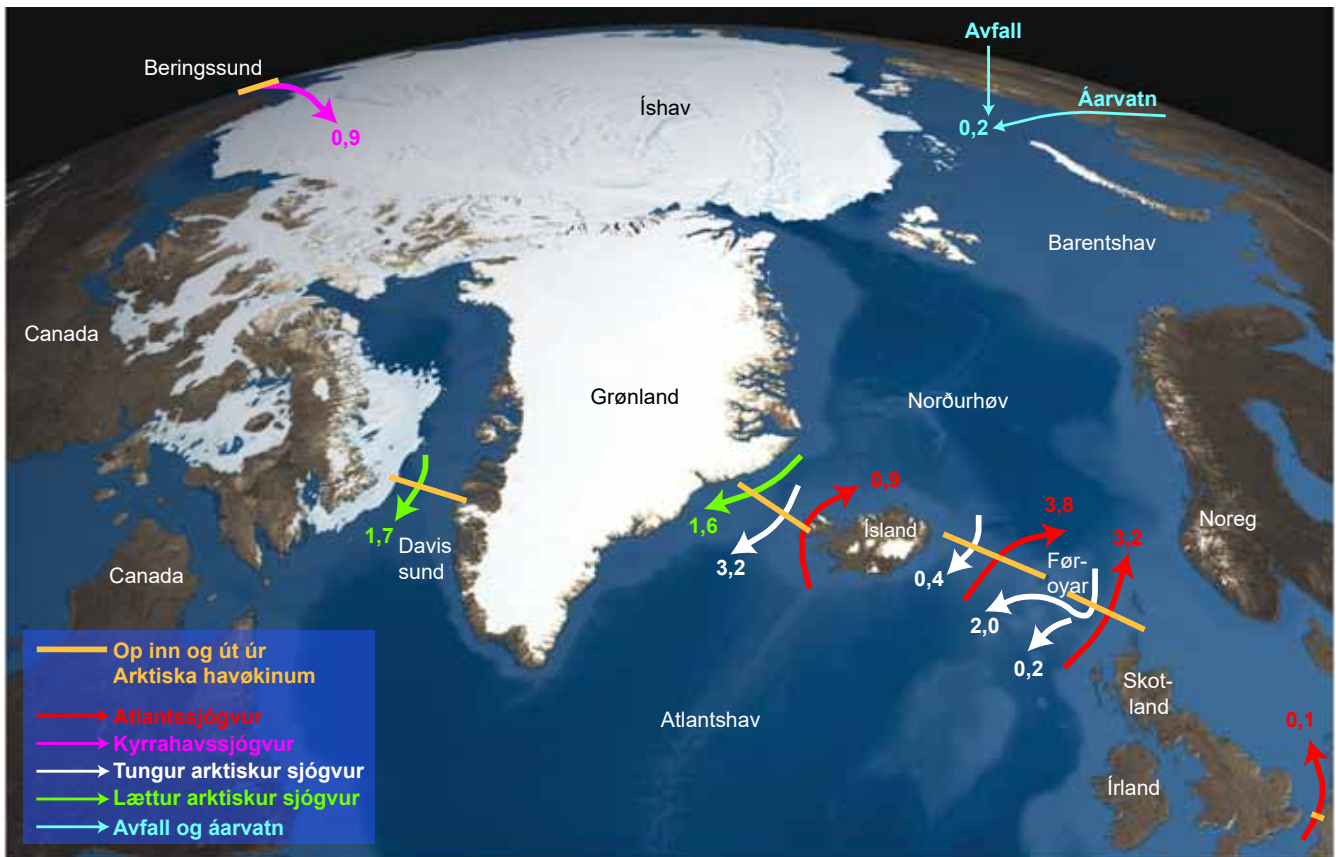 Avfall
Beringssund
Áarvatn
Íshav
0,9
0,2
Barentshav
Canada
Grønland
Norðurhøv
0,9
1,7
1,6
3,8
Noreg
Ísland
3,2
Davis
sund
3,2
0,4
Før-
oyar
Canada
2,0
0,2
Skot-
land
Atlantshav
0,1
Írland
Op inn og út úr
Arktiska havøkinum
Atlantssjógvur
Kyrrahavssjógvur
Tungur arktiskur sjógvur
Lættur arktiskur sjógvur
Avfall og áarvatn